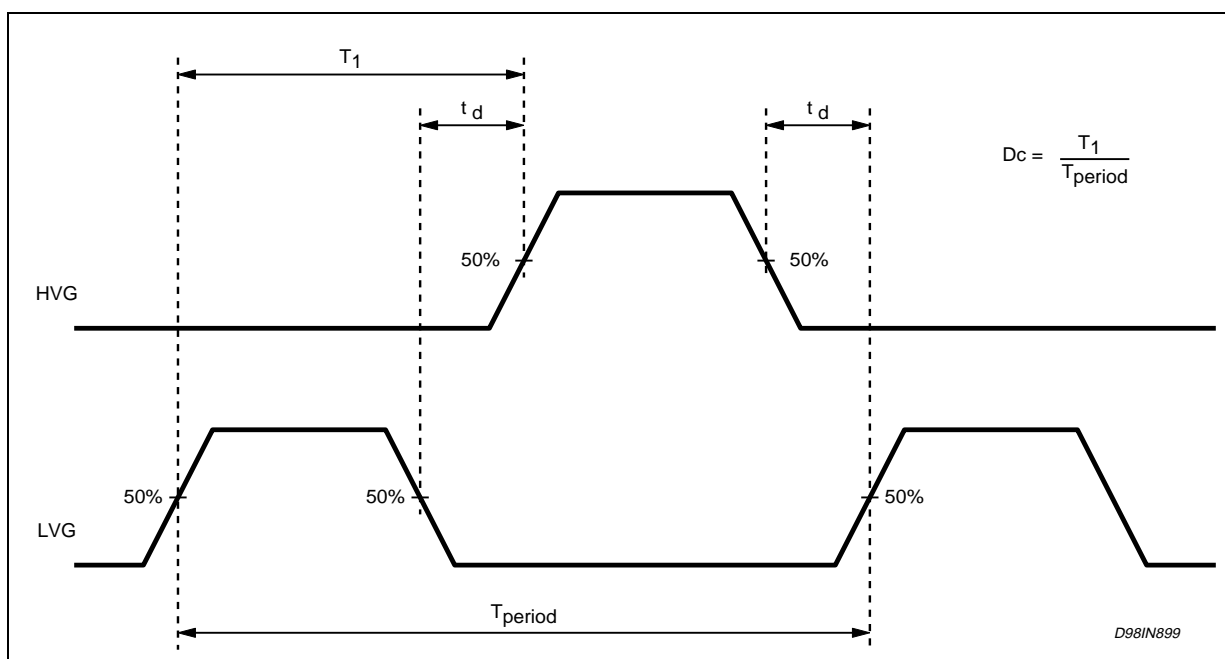 T1
td
td
Dc = T1
Tperiod
50%
50%
HVG
50%
50%
50%
LVG
Tperiod
D98IN899